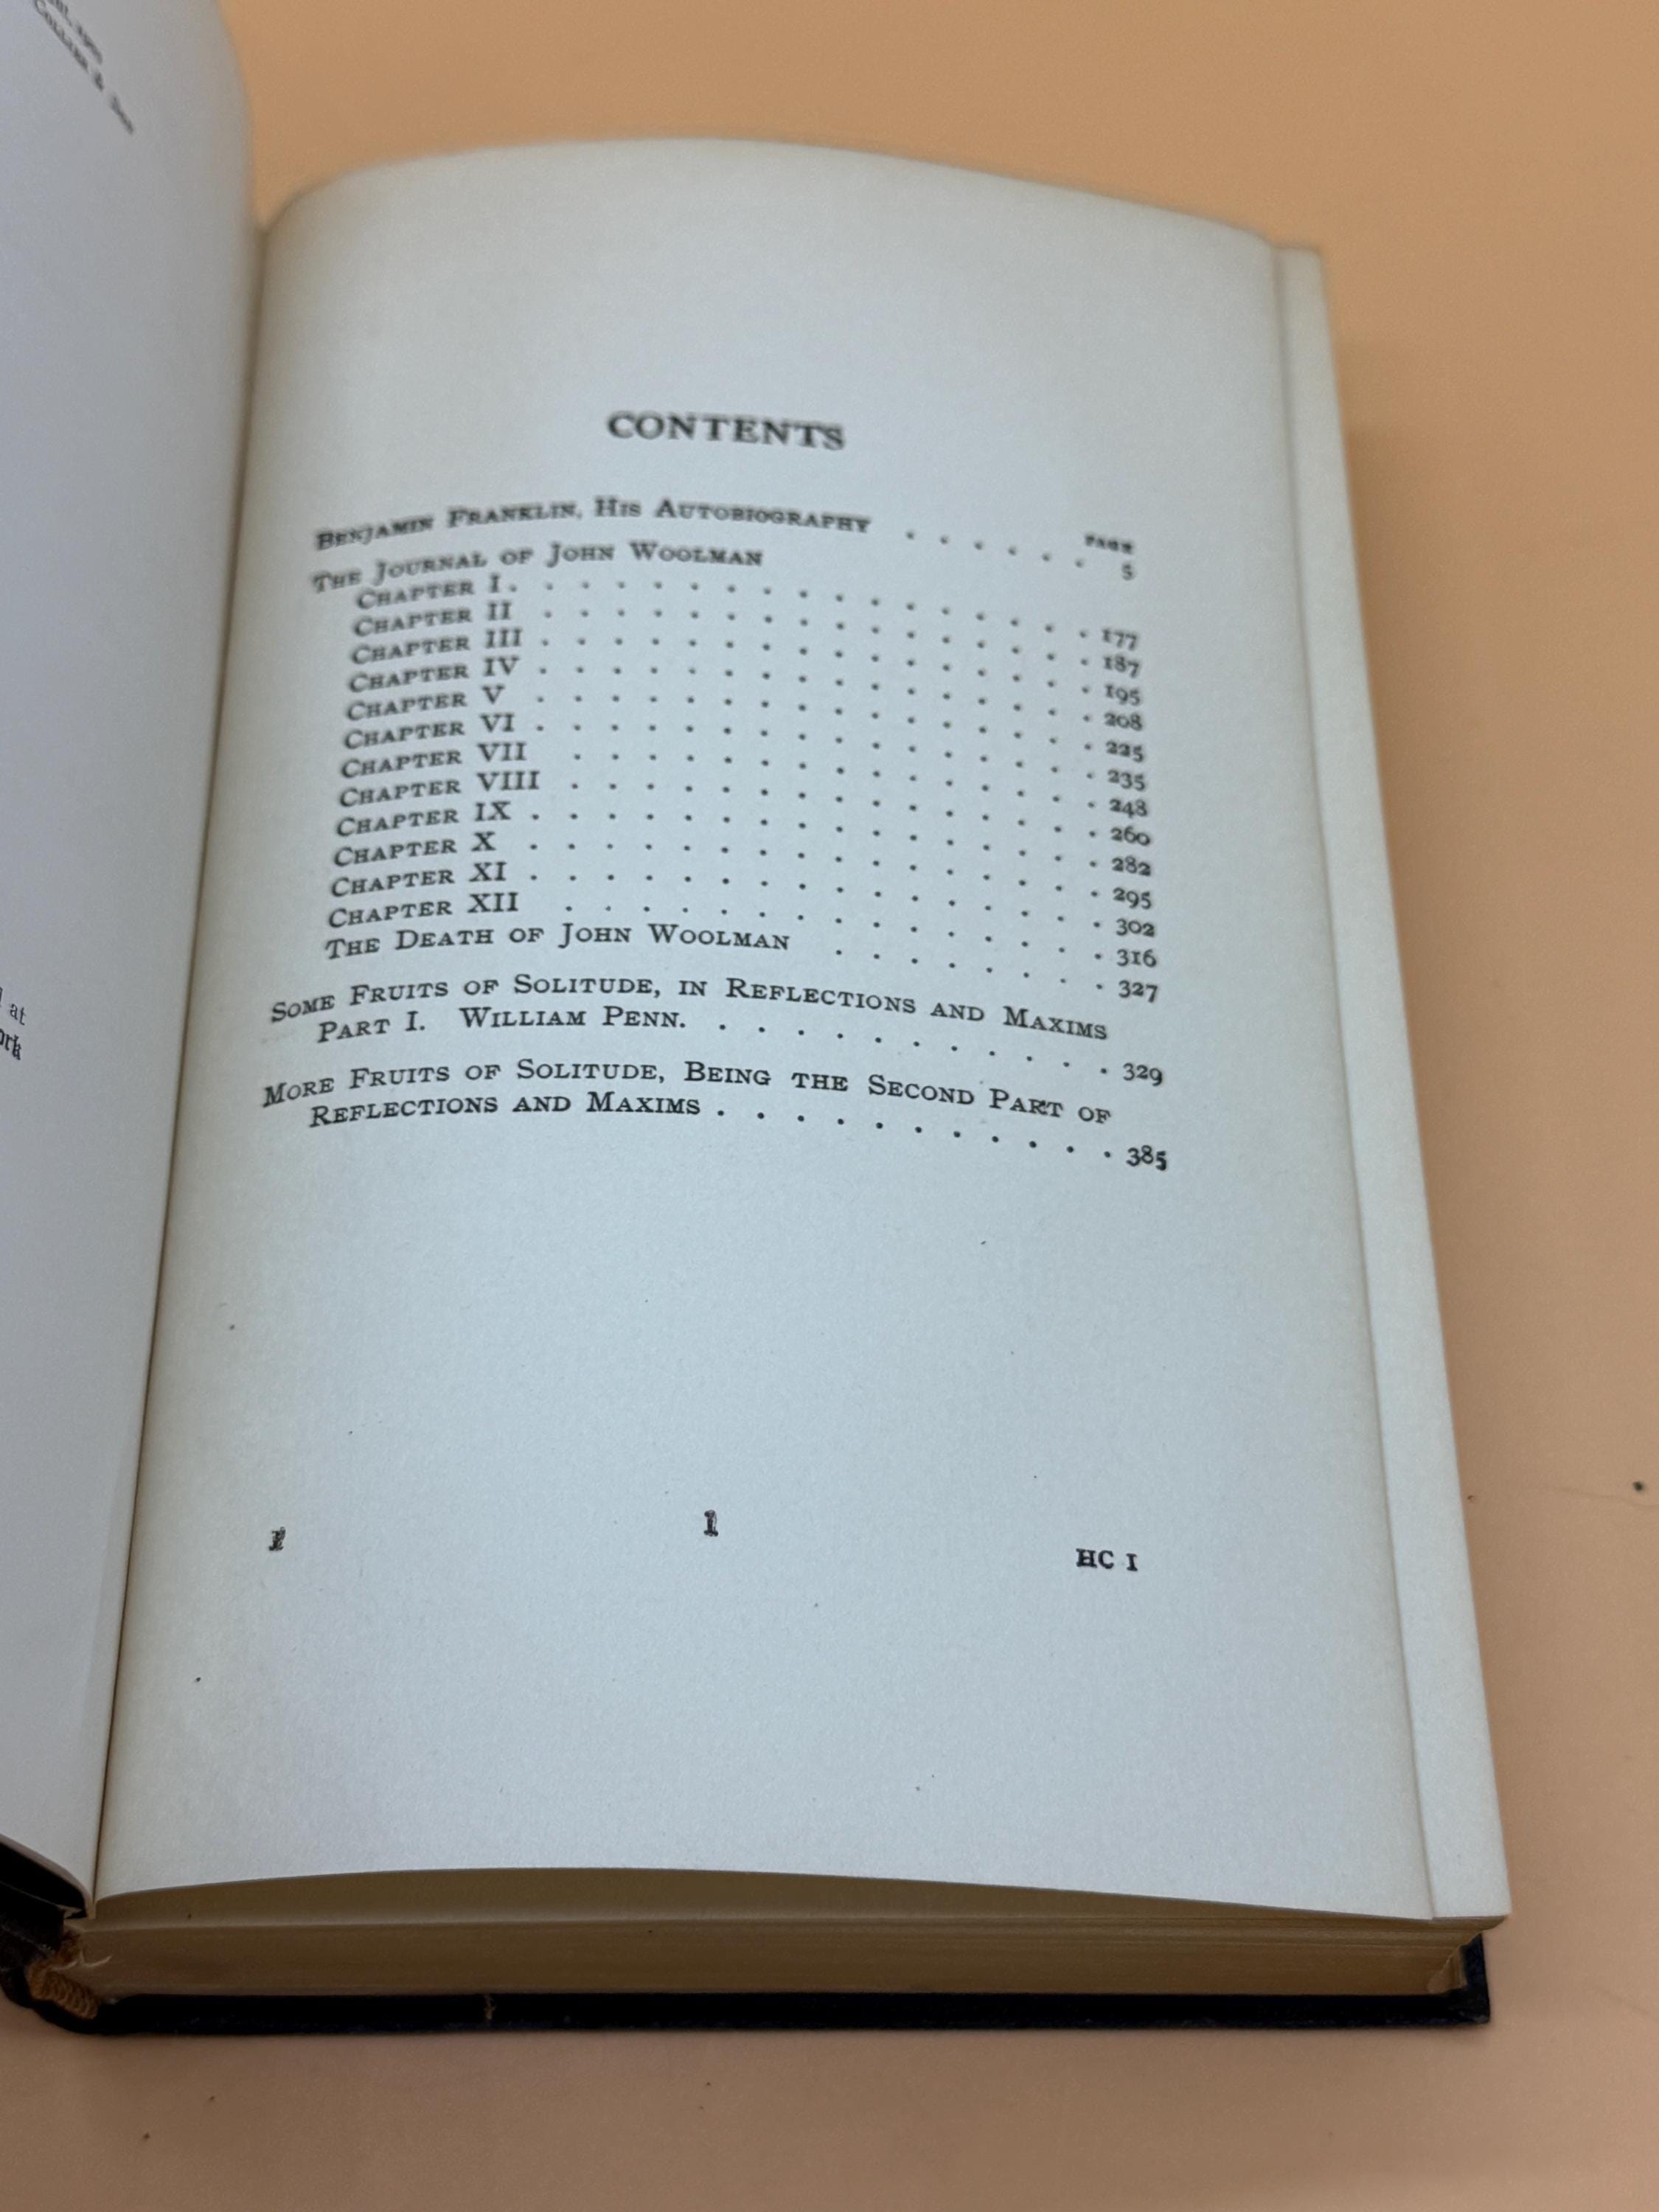 Collier & Son
at
CONTENTS
PAGE
Benjamin Franklin, His Autobiography . . . . . . 5
The Journal of John Woolman
Chapter I . . . . . . . . . . . . . . . . 177
Chapter II . . . . . . . . . . . . . . . 187
Chapter III . . . . . . . . . . . . . . . 195
Chapter IV . . . . . . . . . . . . . . . 208
Chapter V . . . . . . . . . . . . . . . 225
Chapter VI . . . . . . . . . . . . . . . 235
Chapter VII . . . . . . . . . . . . . . 248
Chapter VIII . . . . . . . . . . . . . . 260
Chapter IX . . . . . . . . . . . . . . . 282
Chapter X . . . . . . . . . . . . . . . 295
Chapter XI . . . . . . . . . . . . . . . 302
Chapter XII . . . . . . . . . . . . . . 316
The Death of John Woolman . . . . . . . . 327
Some Fruits of Solitude, in Reflections and Maxims
Part I. William Penn. . . . . . . . . . . . 329
More Fruits of Solitude, Being the Second Part of
Reflections and Maxims . . . . . . . . . . . 385
1 HC I